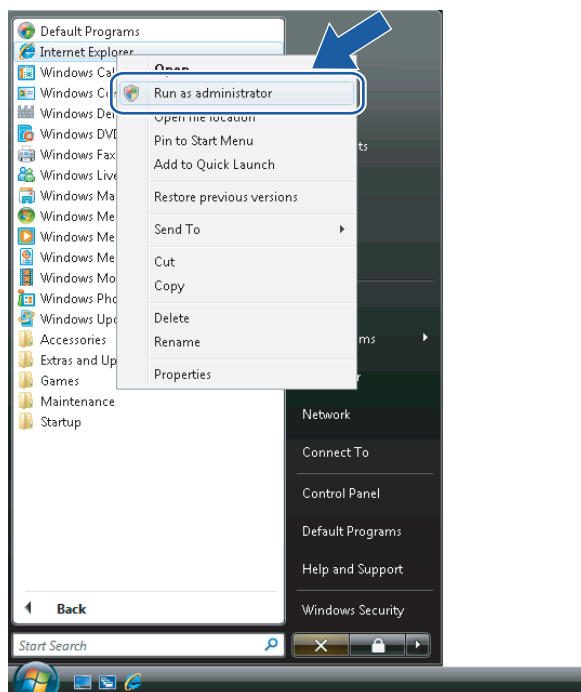 Default Programs
Internet Explorer
Windows Cal
Windows Co
Windows Def
Windows DVD
Windows Fax
Windows Live
Windows Ma
Windows Me
Windows Me
Windows Me
Windows Mo
Windows Pho
Windows Upd
Accessories
Extras and Up
Games
Maintenance
Startup
Back
Start Search
Open
Run as administrator
Open file location
Pin to Start Menu
Add to Quick Launch
Restore previous versions
Send To
Cut
Copy
Delete
Rename
Properties
ts
ms
r
Network
Connect To
Control Panel
Default Programs
Help and Support
Windows Security